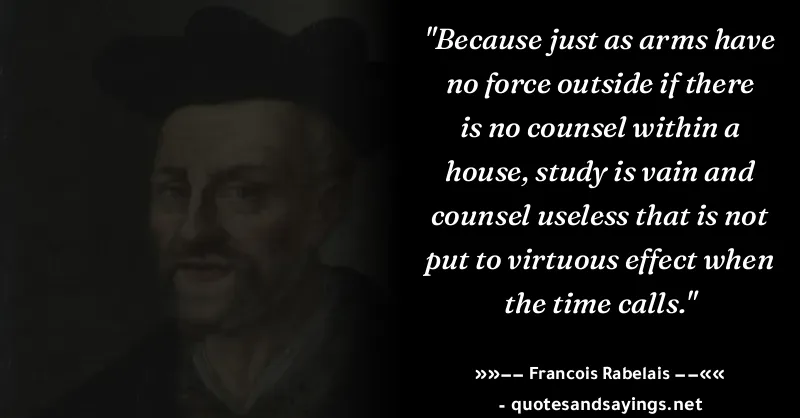 "Because just as arms have
no force outside if there
is no counsel within a
house, study is vain and
counsel useless that is not
put to virtuous effect when
the time calls."
»»−− Francois Rabelais −−««
- quotesandsayings.net